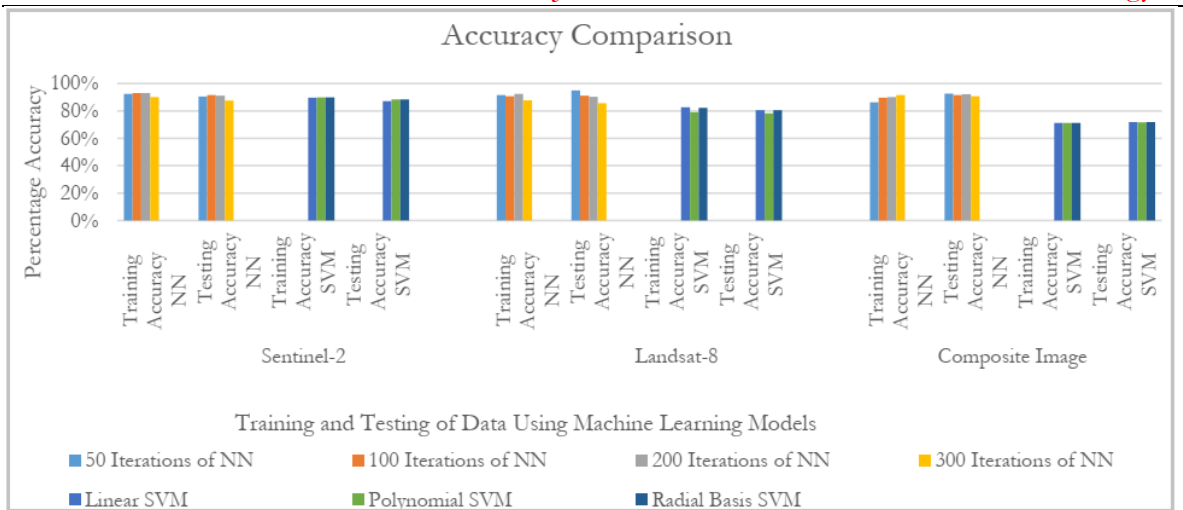 Accuracy Comparison
Percentage Accuracy
100%
80%
60%
40%
20%
0%
Training Accuracy NN
Testing Accuracy NN
Training Accuracy SVM
Testing Accuracy SVM
Training Accuracy NN
Testing Accuracy NN
Training Accuracy SVM
Testing Accuracy SVM
Training Accuracy NN
Testing Accuracy NN
Training Accuracy SVM
Testing Accuracy SVM
Sentinel-2 Landsat-8 Composite Image
Training and Testing of Data Using Machine Learning Models
50 Iterations of NN 100 Iterations of NN 200 Iterations of NN 300 Iterations of NN
Linear SVM Polynomial SVM Radial Basis SVM